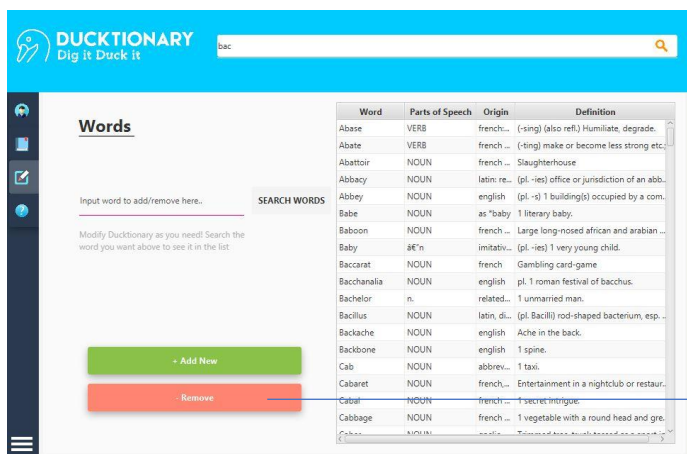 DUCKTIONARY
Dig it Duck it
bac
Words
Input word to add/remove here..
SEARCH WORDS
Modify Ducktionary as you need! Search the
word you want above to see it in the list
+ Add New
- Remove
Word Parts of Speech Origin Definition
Abase VERB french:... (-sing) (also refl.) Humiliate, degrade.
Abate VERB french ... (-ting) make or become less strong etc.;
Abattoir NOUN french ... Slaughterhouse
Abbacy NOUN latin: re... (pl. -ies) office or jurisdiction of an abb..
Abbey NOUN english (pl. -s) 1 building(s) occupied by a com..
Babe NOUN as *baby 1 literary baby.
Baboon NOUN french ... Large long-nosed african and arabian ...
Baby â€"n imitativ... (pl. -ies) 1 very young child.
Baccarat NOUN french Gambling card-game
Bacchanalia NOUN english pl. 1 roman festival of bacchus.
Bachelor n. related... 1 unmarried man.
Bacillus NOUN latin, di... (pl. Bacilli) rod-shaped bacterium, esp. ..
Backache NOUN english Ache in the back.
Backbone NOUN english 1 spine.
Cab NOUN abbrev... 1 taxi.
Cabaret NOUN french,... Entertainment in a nightclub or restaur..
Cabal NOUN french ... 1 secret intrigue.
Cabbage NOUN french ... 1 vegetable with a round head and gre..